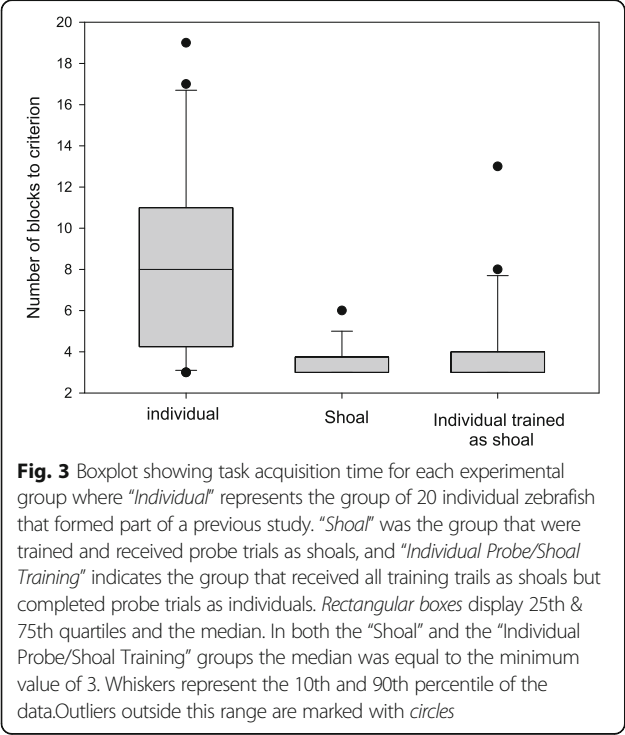 20
18
16
14
12
10
8
6
4
2
Number of blocks to criterion
individual
Shoal
Individual trained
as shoal
Fig. 3 Boxplot showing task acquisition time for each experimental
group where “Individual” represents the group of 20 individual zebrafish
that formed part of a previous study. “Shoal” was the group that were
trained and received probe trials as shoals, and “Individual Probe/Shoal
Training” indicates the group that received all training trails as shoals but
completed probe trials as individuals. Rectangular boxes display 25th &
75th quartiles and the median. In both the “Shoal” and the “Individual
Probe/Shoal Training” groups the median was equal to the minimum
value of 3. Whiskers represent the 10th and 90th percentile of the
data.Outliers outside this range are marked with circles